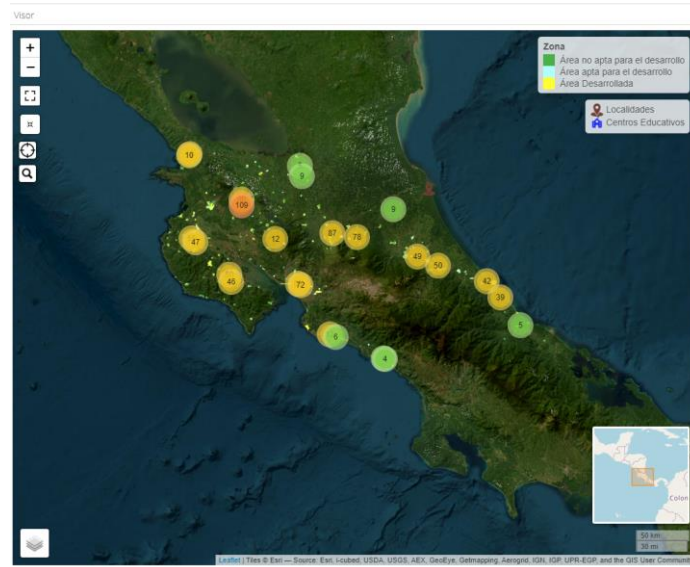 Visor
+
−
Zona
Área no apta para el desarrollo
Área apta para el desarrollo
Área Desarrollada
Localidades
Centros Educativos
10
9
109
9
47
12
87
78
49
50
46
72
42
39
5
6
4
Colon
50 km
30 mi
Leaflet | Tiles © Esri — Source: Esri, i-cubed, USDA, USGS, AEX, GeoEye, Getmapping, Aerogrid, IGN, IGP, UPR-EGP, and the GIS User Community